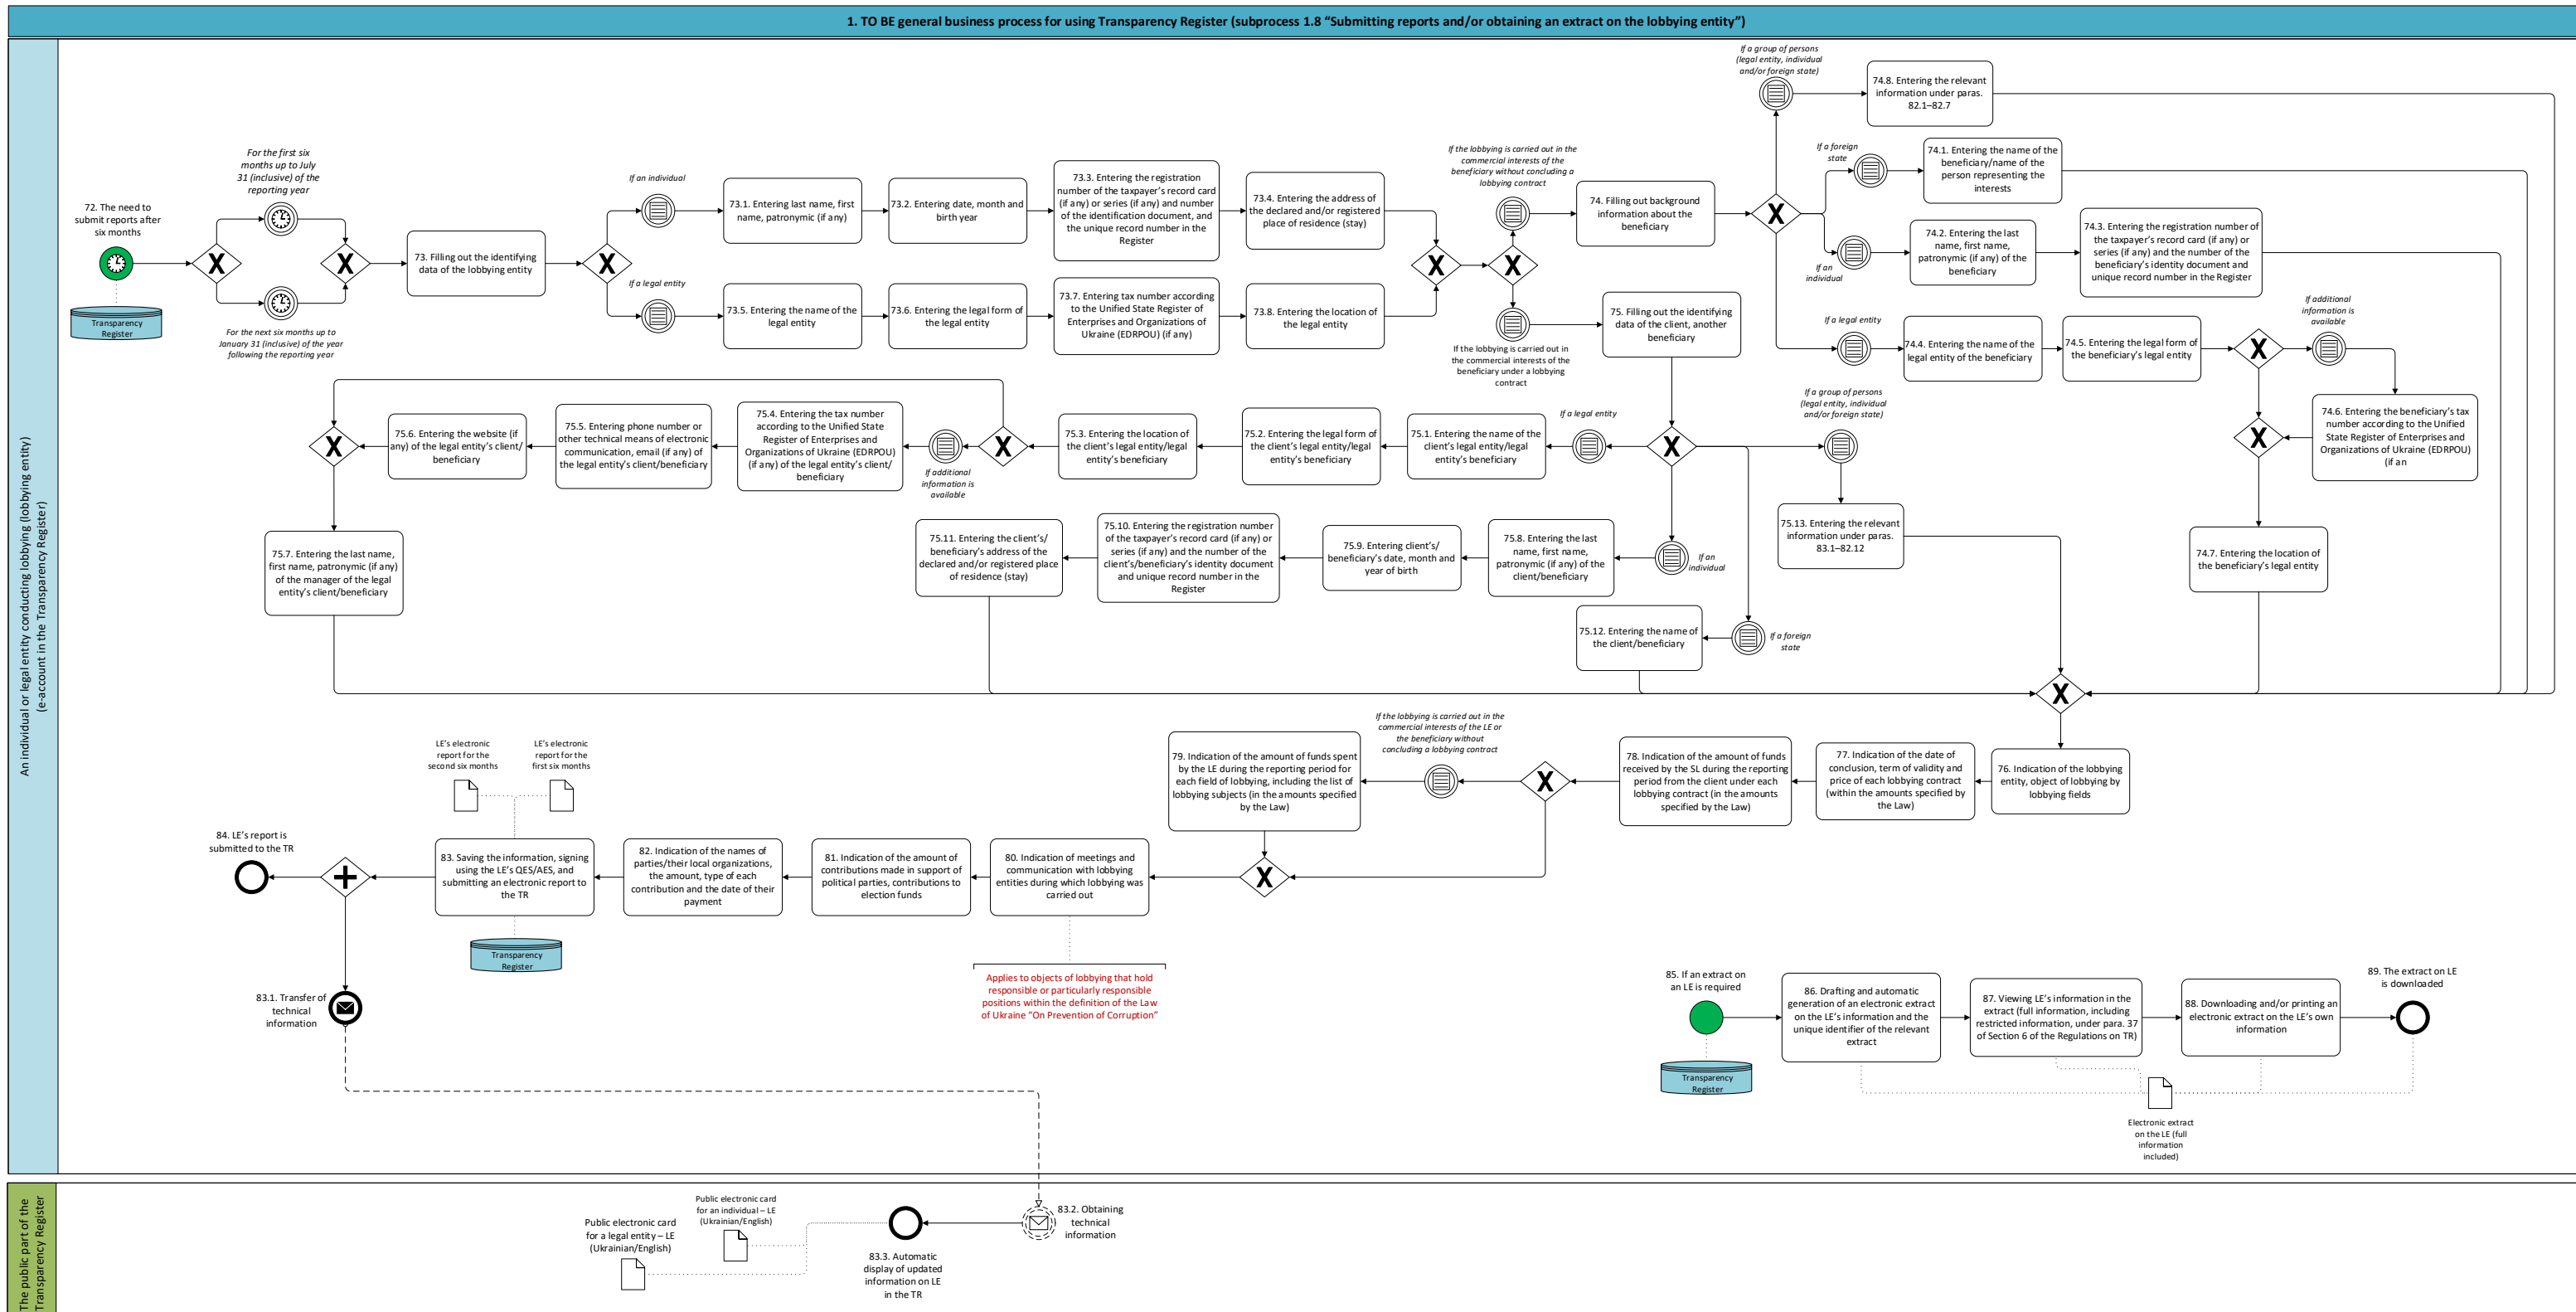 1. TO BE general business process for using Transparency Register (subprocess 1.8 “Submitting reports and/or obtaining an extract on the lobbying entity”)
An individual or legal entity conducting lobbying (lobbying entity)
(e-account in the Transparency Register)
72. The need to
submit reports after
six months
Transparency
Register
For the first six
months up to July
31 (inclusive) of the
reporting year
X
For the next six months up to
January 31 (inclusive) of the year
following the reporting year
X
73. Filling out the identifying
data of the lobbying entity
X
If an individual
73.1. Entering last name, first
name, patronymic (if any)
73.2. Entering date, month and
birth year
73.3. Entering the registration
number of the taxpayer’s record card
(if any) or series (if any) and number
of the identification document, and
the unique record number in the
Register
73.4. Entering the address of
the declared and/or registered
place of residence (stay)
If a legal entity
73.5. Entering the name of the
legal entity
73.6. Entering the legal form of
the legal entity
73.7. Entering tax number according
to the Unified State Register of
Enterprises and Organizations of
Ukraine (EDRPOU) (if any)
73.8. Entering the location of
the legal entity
X
X
If the lobbying is carried out in the
commercial interests of the
beneficiary without concluding a
lobbying contract
74. Filling out background
information about the
beneficiary
If the lobbying is carried out in
the commercial interests of the
beneficiary under a lobbying
contract
75. Filling out the identifying
data of the client, another
beneficiary
X
If a group of persons
(legal entity, individual
and/or foreign state)
74.8. Entering the relevant
information under paras.
82.1–82.7
If a foreign
state
74.1. Entering the name of the
beneficiary/name of the
person representing the
interests
If an
individual
74.2. Entering the last
name, first name,
patronymic (if any) of the
beneficiary
74.3. Entering the registration number of
the taxpayer’s record card (if any) or
series (if any) and the number of the
beneficiary’s identity document and
unique record number in the Register
If a legal entity
74.4. Entering the name of the
legal entity of the beneficiary
74.5. Entering the legal form of
the beneficiary’s legal entity
X
If additional
information is
available
74.6. Entering the beneficiary’s tax
number according to the Unified
State Register of Enterprises and
Organizations of Ukraine (EDRPOU)
(if an
X
74.7. Entering the location of
the beneficiary’s legal entity
X
If a legal entity
75.1. Entering the name of the
client’s legal entity/legal
entity’s beneficiary
75.2. Entering the legal form of
the client’s legal entity/legal
entity’s beneficiary
75.3. Entering the location of
the client’s legal entity/legal
entity’s beneficiary
X
If additional
information is
available
75.4. Entering the tax number
according to the Unified State
Register of Enterprises and
Organizations of Ukraine (EDRPOU)
(if any) of the legal entity’s client/
beneficiary
75.5. Entering phone number or
other technical means of electronic
communication, email (if any) of
the legal entity’s client/beneficiary
75.6. Entering the website (if
any) of the legal entity’s client/
beneficiary
X
75.7. Entering the last name,
first name, patronymic (if any)
of the manager of the legal
entity’s client/beneficiary
If an
individual
75.8. Entering the last
name, first name,
patronymic (if any) of the
client/beneficiary
75.9. Entering client’s/
beneficiary’s date, month and
year of birth
75.10. Entering the registration number
of the taxpayer’s record card (if any) or
series (if any) and the number of the
client’s/beneficiary’s identity document
and unique record number in the
Register
75.11. Entering the client’s/
beneficiary’s address of the
declared and/or registered place
of residence (stay)
If a foreign
state
75.12. Entering the name of
the client/beneficiary
If a group of persons
(legal entity, individual
and/or foreign state)
75.13. Entering the relevant
information under paras.
83.1–82.12
X
76. Indication of the lobbying
entity, object of lobbying by
lobbying fields
77. Indication of the date of
conclusion, term of validity and
price of each lobbying contract
(within the amounts specified by
the Law)
78. Indication of the amount of funds
received by the SL during the reporting
period from the client under each
lobbying contract (in the amounts
specified by the Law)
X
If the lobbying is carried out in the
commercial interests of the LE or
the beneficiary without
concluding a lobbying contract
79. Indication of the amount of funds spent
by the LE during the reporting period for
each field of lobbying, including the list of
lobbying subjects (in the amounts specified
by the Law)
X
80. Indication of meetings and
communication with lobbying
entities during which lobbying was
carried out
Applies to objects of lobbying that hold
responsible or particularly responsible
positions within the definition of the Law
of Ukraine “On Prevention of Corruption”
81. Indication of the amount of
contributions made in support of
political parties, contributions to
election funds
82. Indication of the names of
parties/their local organizations,
the amount, type of each
contribution and the date of their
payment
LE’s electronic
report for the
second six months
LE’s electronic
report for the
first six months
83. Saving the information, signing
using the LE’s QES/AES, and
submitting an electronic report to
the TR
Transparency
Register
84. LE’s report is
submitted to the TR
83.1. Transfer of
technical
information
85. If an extract on
an LE is required
Transparency
Register
86. Drafting and automatic
generation of an electronic extract
on the LE’s information and the
unique identifier of the relevant
extract
87. Viewing LE’s information in the
extract (full information, including
restricted information, under para. 37
of Section 6 of the Regulations on TR)
88. Downloading and/or printing an
electronic extract on the LE’s own
information
89. The extract on LE
is downloaded
Electronic extract
on the LE (full
information
included)
The public part of the
Transparency Register
Public electronic card
for a legal entity – LE
(Ukrainian/English)
Public electronic card
for an individual – LE
(Ukrainian/English)
83.3. Automatic
display of updated
information on LE
in the TR
83.2. Obtaining
technical
information